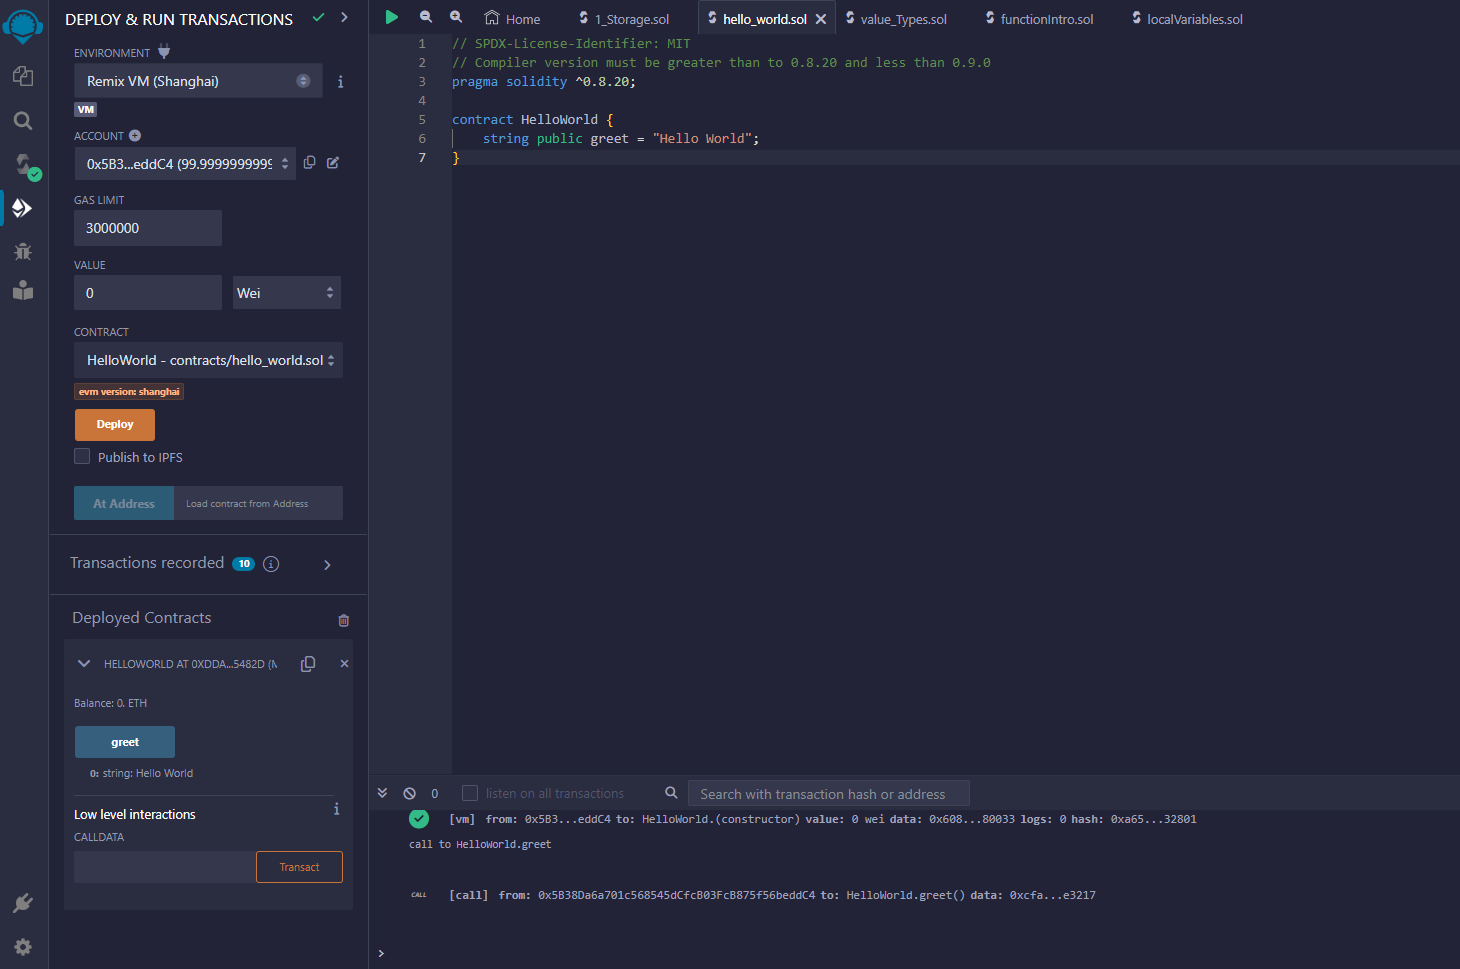 DEPLOY & RUN TRANSACTIONS
ENVIRONMENT
Remix VM (Shanghai)
VM
ACCOUNT
0x5B3...eddC4 (99.9999999999
GAS LIMIT
3000000
VALUE
0
Wei
CONTRACT
HelloWorld - contracts/hello_world.sol
evm version: shanghai
Deploy
Publish to IPFS
At Address
Load contract from Address
Transactions recorded 10
Deployed Contracts
HELLOWORLD AT 0XDDA...5482D (M
Balance: 0. ETH
greet
0: string: Hello World
Low level interactions
CALLDATA
Transact
Home 1_Storage.sol hello_world.sol value_Types.sol functionIntro.sol localVariables.sol
1 // SPDX-License-Identifier: MIT
2 // Compiler version must be greater than to 0.8.20 and less than 0.9.0
3 pragma solidity ^0.8.20;
4
5 contract HelloWorld {
6 string public greet = "Hello World";
7 }
0 listen on all transactions Search with transaction hash or address
[vm] from: 0x5B3...eddC4 to: HelloWorld.(constructor) value: 0 wei data: 0x608...80033 logs: 0 hash: 0xa65...32801
call to HelloWorld.greet
CALL [call] from: 0x5B38Da6a701c568545dCfcB03FcB875f56beddC4 to: HelloWorld.greet() data: 0xcfa...e3217
>